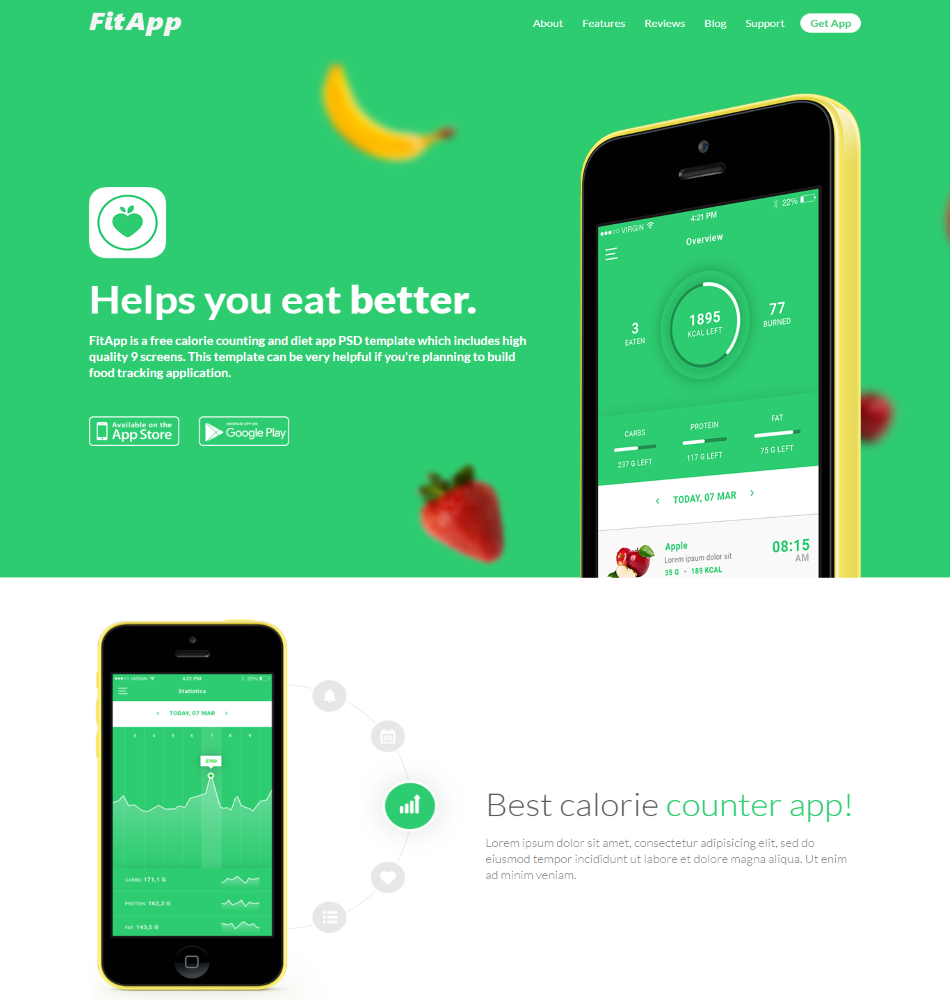 FitApp
About Features Reviews Blog Support Get App
Helps you eat better.
FitApp is a free calorie counting and diet app PSD template which includes high
quality 9 screens. This template can be very helpful if you're planning to build
food tracking application.
Available on the
App Store
ANDROID APP ON
Google Play
VIRGIN 4:21 PM 22%
Overview
3
EATEN
1895
KCAL LEFT
77
BURNED
CARBS PROTEIN FAT
237 G LEFT 117 G LEFT 75 G LEFT
‹ TODAY, 07 MAR ›
Apple
Lorem ipsum dolor sit
35 G • 189 KCAL
08:15
AM
VIRGIN 4:21 PM 22%
Statistics
‹ TODAY, 07 MAR ›
3 4 5 6 7 8 9
2700
CARBS: 171,1 G
PROTEIN: 162,3 G
FAT: 143,5 G
Best calorie counter app!
Lorem ipsum dolor sit amet, consectetur adipisicing elit, sed do
eiusmod tempor incididunt ut labore et dolore magna aliqua. Ut enim
ad minim veniam.